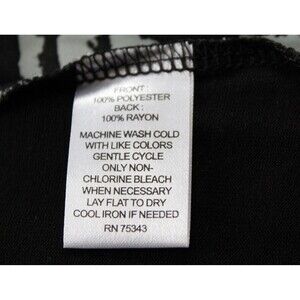 FRONT:
100% POLYESTER
BACK:
100% RAYON
MACHINE WASH COLD
WITH LIKE COLORS
GENTLE CYCLE
ONLY NON-
CHLORINE BLEACH
WHEN NECESSARY
LAY FLAT TO DRY
COOL IRON IF NEEDED
RN 75343